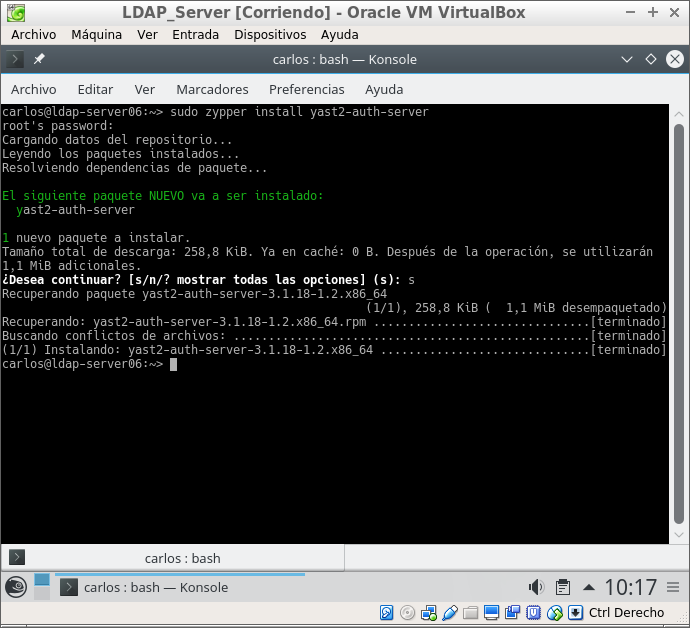 LDAP_Server [Corriendo] - Oracle VM VirtualBox
Archivo Máquina Ver Entrada Dispositivos Ayuda
carlos : bash — Konsole
Archivo Editar Ver Marcadores Preferencias Ayuda
carlos@ldap-server06:~> sudo zypper install yast2-auth-server
root's password:
Cargando datos del repositorio...
Leyendo los paquetes instalados...
Resolviendo dependencias de paquete...
El siguiente paquete NUEVO va a ser instalado:
yast2-auth-server
1 nuevo paquete a instalar.
Tamaño total de descarga: 258,8 KiB. Ya en caché: 0 B. Después de la operación, se utilizarán
1,1 MiB adicionales.
¿Desea continuar? [s/n/? mostrar todas las opciones] (s): s
Recuperando paquete yast2-auth-server-3.1.18-1.2.x86_64
(1/1), 258,8 KiB (  1,1 MiB desempaquetado)
Recuperando: yast2-auth-server-3.1.18-1.2.x86_64.rpm ...............................[terminado]
Buscando conflictos de archivos: ...................................................[terminado]
(1/1) Instalando: yast2-auth-server-3.1.18-1.2.x86_64 ..............................[terminado]
carlos@ldap-server06:~>
carlos : bash
carlos : bash — Konsole
10:17
Ctrl Derecho